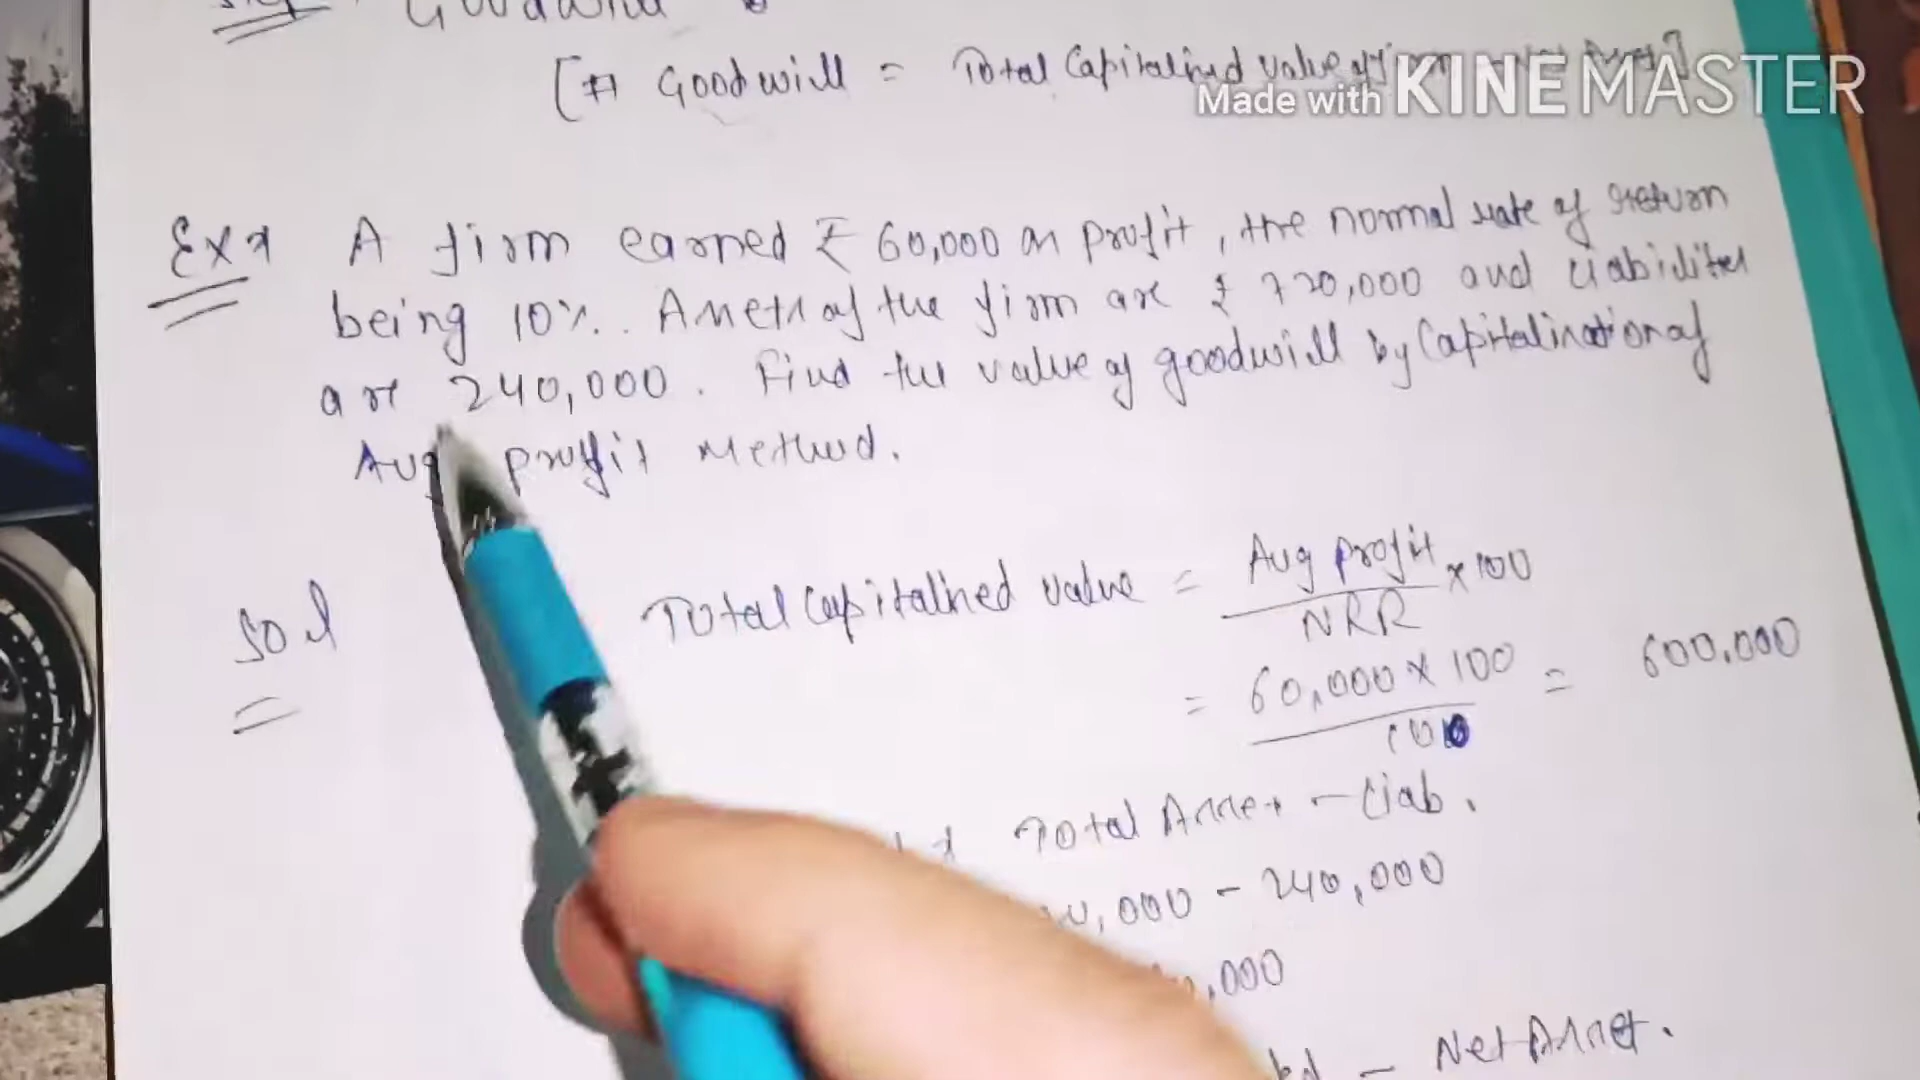 Goodwill
[# Goodwill = Total Capitalised value of firm
Made with KINEMASTER
Ex A firm earned ₹ 60,000 as profit, the normal rate of return
being 10%. Assets of the firm are ₹ 720,000 and Liabilities
are 240,000. Find the value of goodwill by Capitalisation of
Avg profit Method.
Sol Total Capitalised value = Avg profit × 100
NRR
= 60,000 × 100 = 600,000
10
Total Asset - Liab.
,000 - 240,000
,000
- Net Asset.